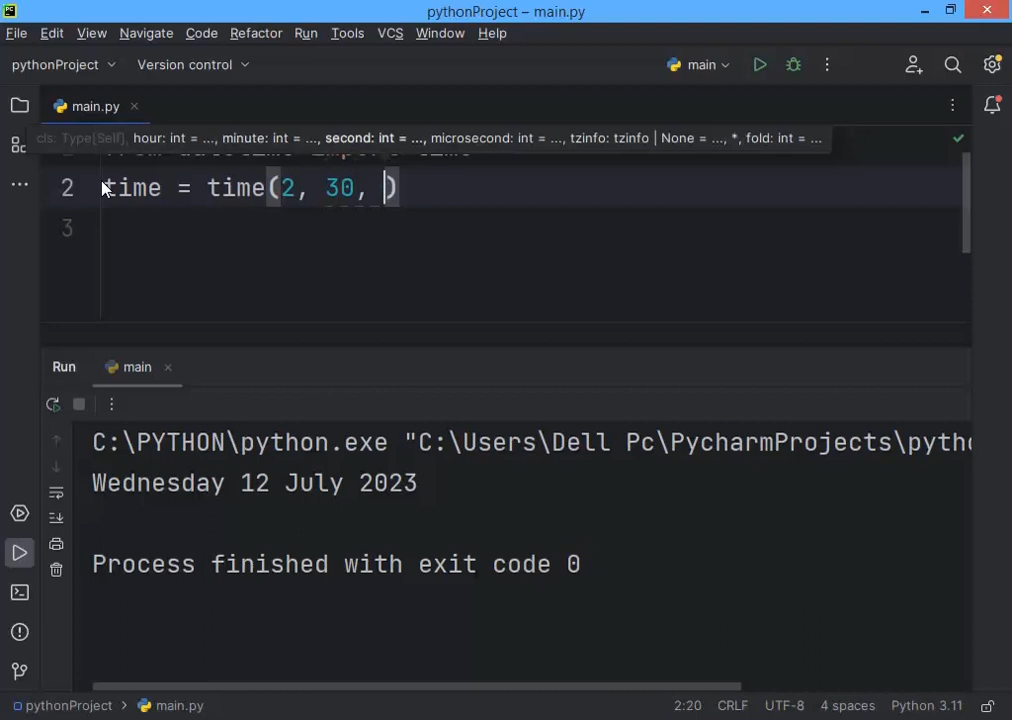 PC
pythonProject – main.py
File Edit View Navigate Code Refactor Run Tools VCS Window Help
pythonProject Version control main
main.py
cls: Type[Self], hour: int = ..., minute: int = ..., second: int = ..., microsecond: int = ..., tzinfo: tzinfo | None = ..., *, fold: int = ...
2 time = time(2, 30, )
3
Run main
C:\PYTHON\python.exe "C:\Users\Dell Pc\PycharmProjects\pytho
Wednesday 12 July 2023
Process finished with exit code 0
pythonProject main.py 2:20 CRLF UTF-8 4 spaces Python 3.11